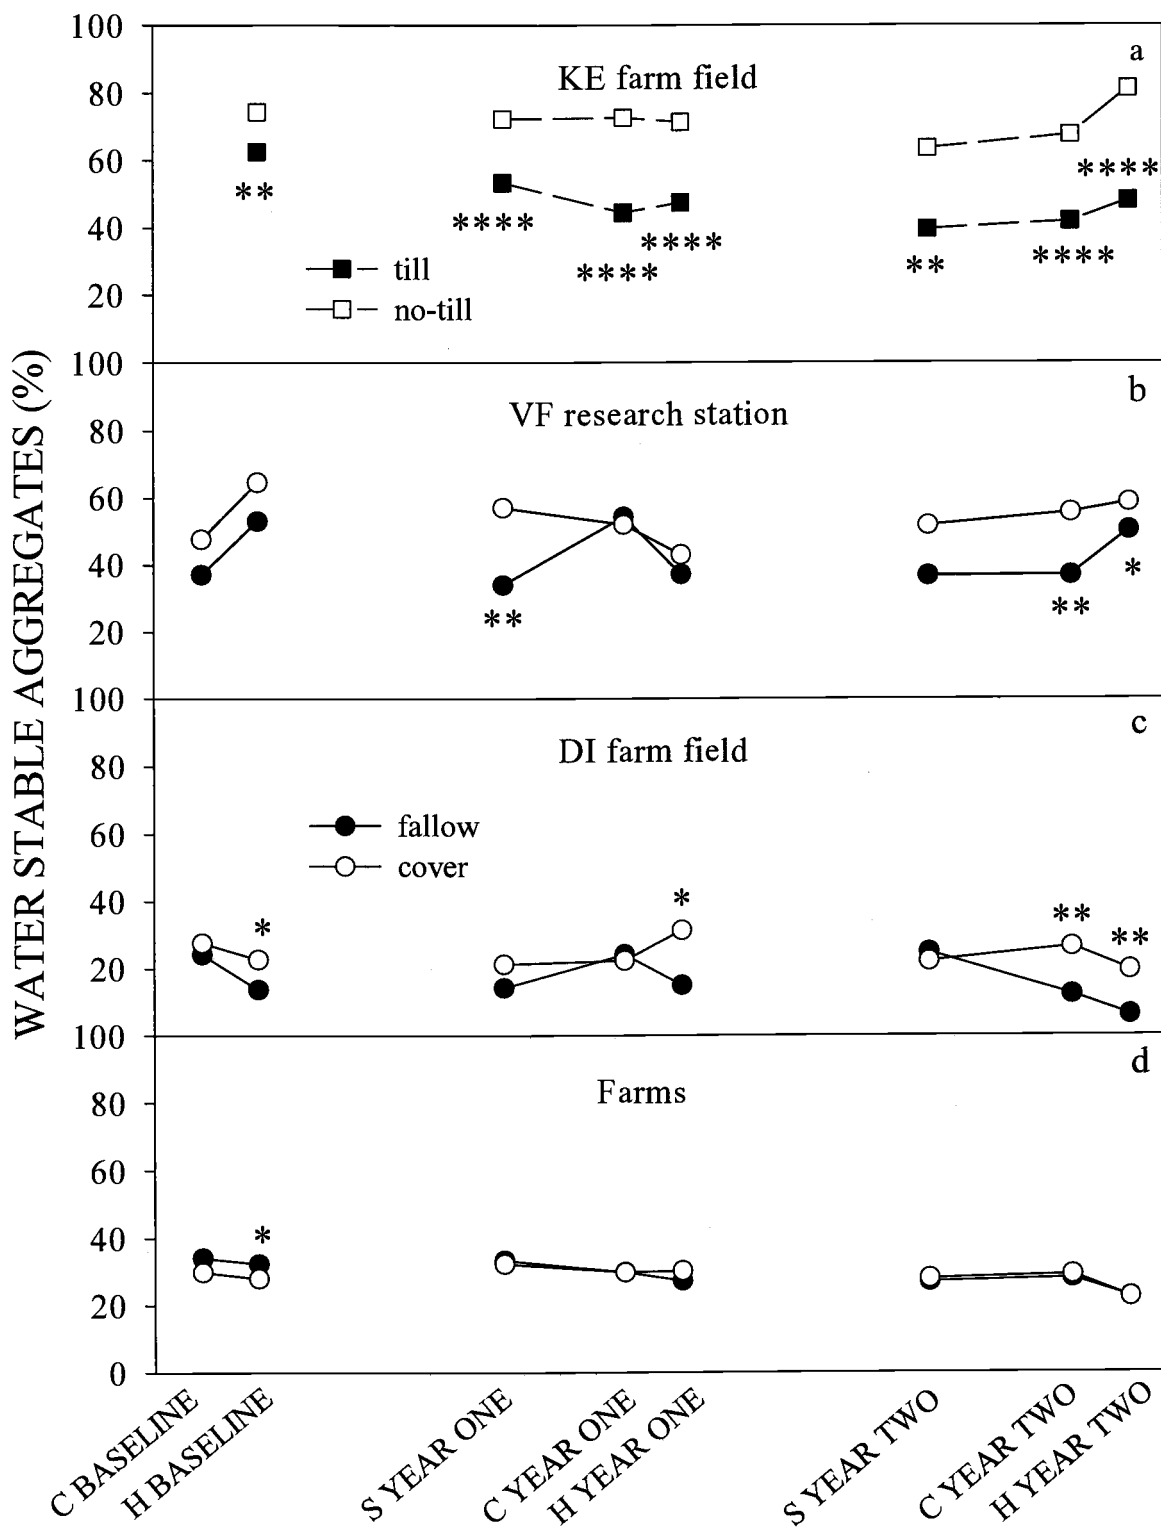 WATER STABLE AGGREGATES (%)
100
80
60
40
20
a
KE farm field
**
****
****
****
**
****
****
till
no-till
100
80
60
40
20
b
VF research station
**
**
*
100
80
60
40
20
c
DI farm field
fallow
cover
*
*
**
**
100
80
60
40
20
0
d
Farms
*
C BASELINE
H BASELINE
S YEAR ONE
C YEAR ONE
H YEAR ONE
S YEAR TWO
C YEAR TWO
H YEAR TWO